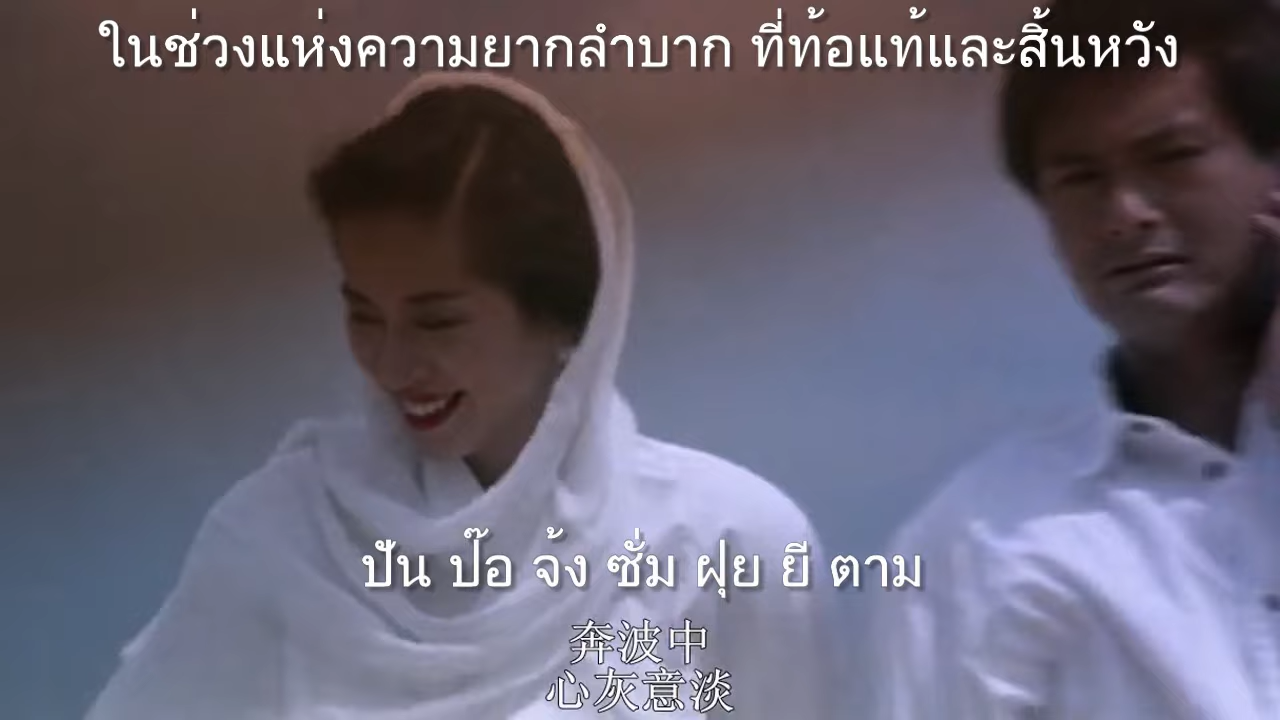 ในช่วงแห่งความยากลำบาก ที่ท้อแท้และสิ้นหวัง
ปั๊น ป๊อ จ้ง ซั่ม ฝุย ยี ตาม
奔波中
心灰意淡